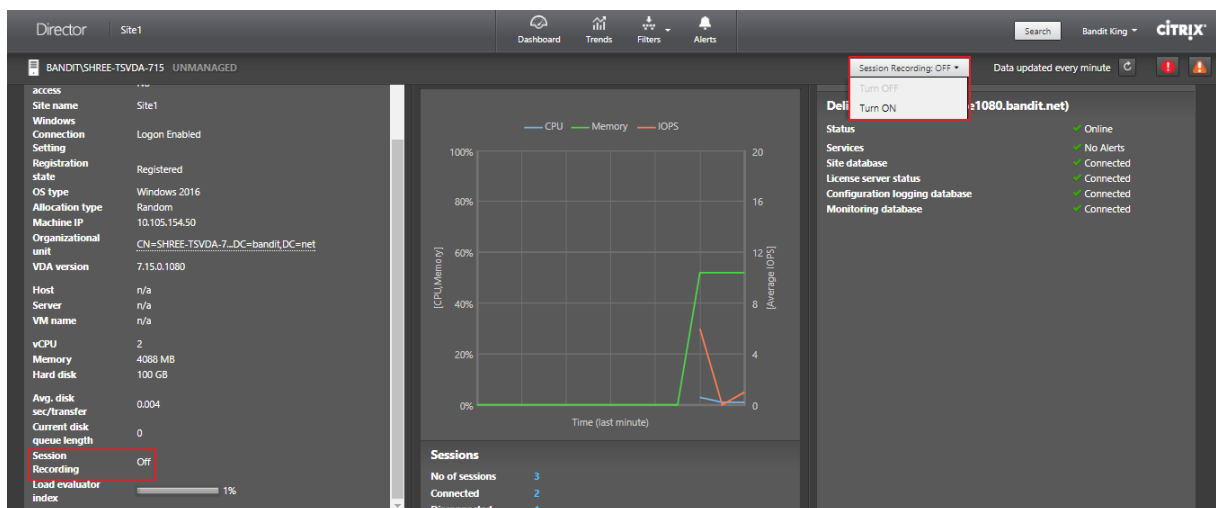 Director Site1
Dashboard Trends Filters Alerts
Search Bandit King CİTRIX
BANDIT\SHREE-TSVDA-715 UNMANAGED
Session Recording: OFF
Data updated every minute
Turn OFF
Turn ON
access
Site name Site1
Windows
Connection Logon Enabled
Setting
Registration
state Registered
OS type Windows 2016
Allocation type Random
Machine IP 10.105.154.50
Organizational
unit CN=SHREE-TSVDA-7...DC=bandit,DC=net
VDA version 7.15.0.1080
Host n/a
Server n/a
VM name n/a
vCPU 2
Memory 4088 MB
Hard disk 100 GB
Avg. disk
sec/transfer 0.004
Current disk
queue length 0
Session
Recording Off
Load evaluator
index 1%
CPU Memory IOPS
100% 20
80% 16
60% 12
40% 8
20% 4
0% 0
[CPU,Memory]
[Average IOPS]
Time (last minute)
Sessions
No of sessions 3
Connected 2
Deli e1080.bandit.net)
Status Online
Services No Alerts
Site database Connected
License server status Connected
Configuration logging database Connected
Monitoring database Connected